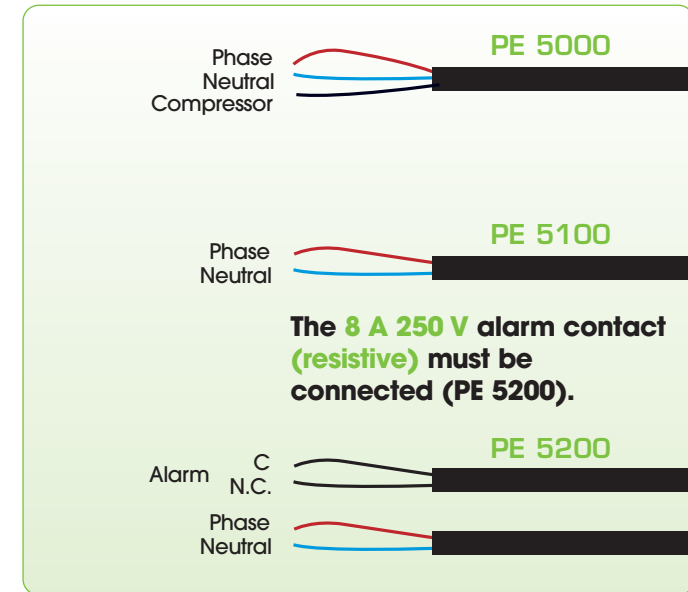 PE 5000
Phase
Neutral
Compressor
PE 5100
Phase
Neutral
The 8 A 250 V alarm contact
(resistive) must be
connected (PE 5200).
PE 5200
Alarm
C
N.C.
Phase
Neutral